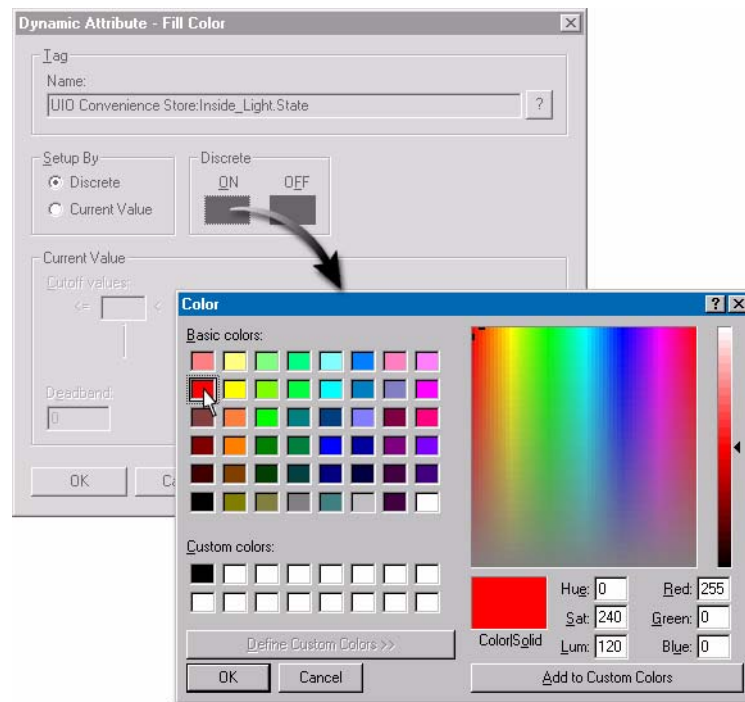 Dynamic Attribute - Fill Color
Tag
Name:
UIO Convenience Store:Inside_Light.State
?
Setup By
Discrete
Current Value
Discrete
ON OFF
Current Value
Cutoff values:
<= <
Deadband:
0
OK
Color
?
Basic colors:
Custom colors:
Define Custom Colors >>
OK Cancel
Color|Solid
Hue: 0 Red: 255
Sat: 240 Green: 0
Lum: 120 Blue: 0
Add to Custom Colors